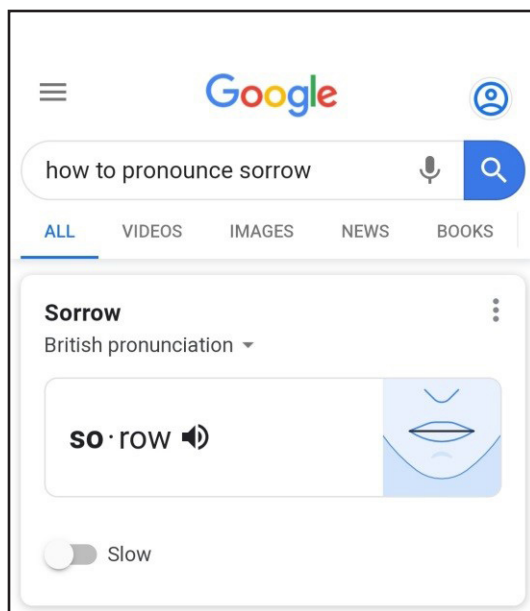 Google
how to pronounce sorrow
ALL VIDEOS IMAGES NEWS BOOKS
Sorrow
British pronunciation
so·row
Slow